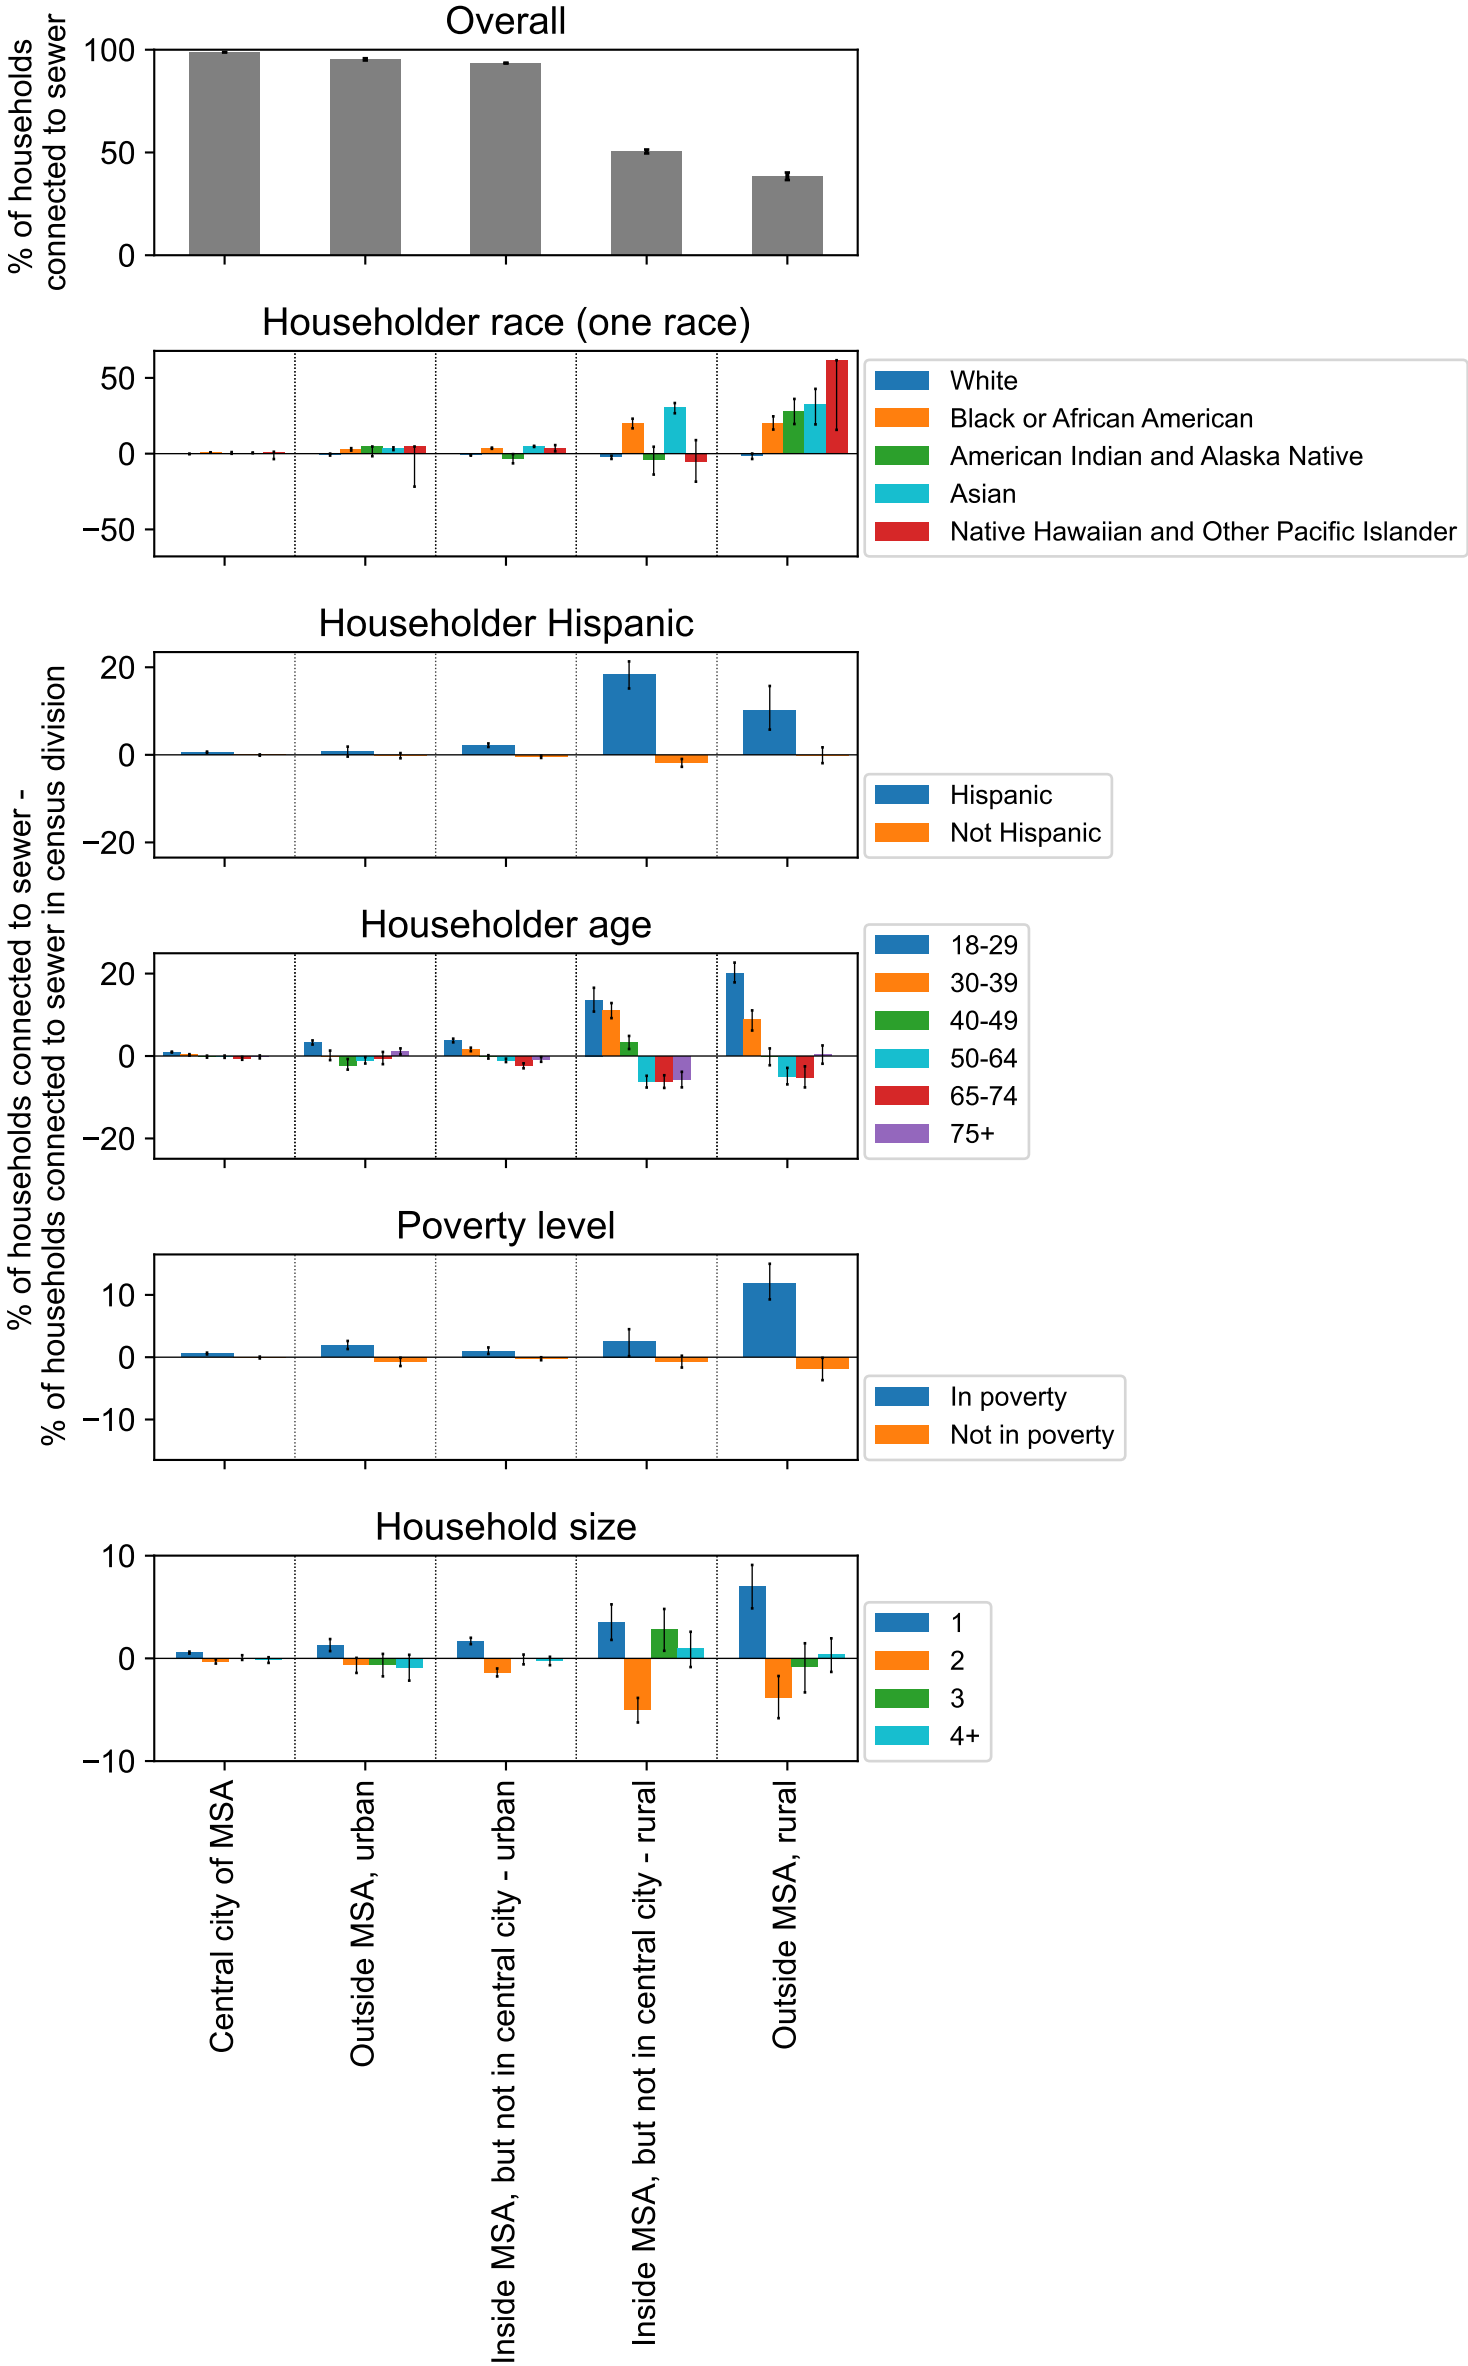 Overall
% of households
connected to sewer
100
50
0
Householder race (one race)
50
0
−50
White
Black or African American
American Indian and Alaska Native
Asian
Native Hawaiian and Other Pacific Islander
% of households connected to sewer -
% of households connected to sewer in census division
Householder Hispanic
20
0
−20
Hispanic
Not Hispanic
Householder age
20
0
−20
18-29
30-39
40-49
50-64
65-74
75+
Poverty level
10
0
−10
In poverty
Not in poverty
Household size
10
0
−10
1
2
3
4+
Central city of MSA
Outside MSA, urban
Inside MSA, but not in central city - urban
Inside MSA, but not in central city - rural
Outside MSA, rural